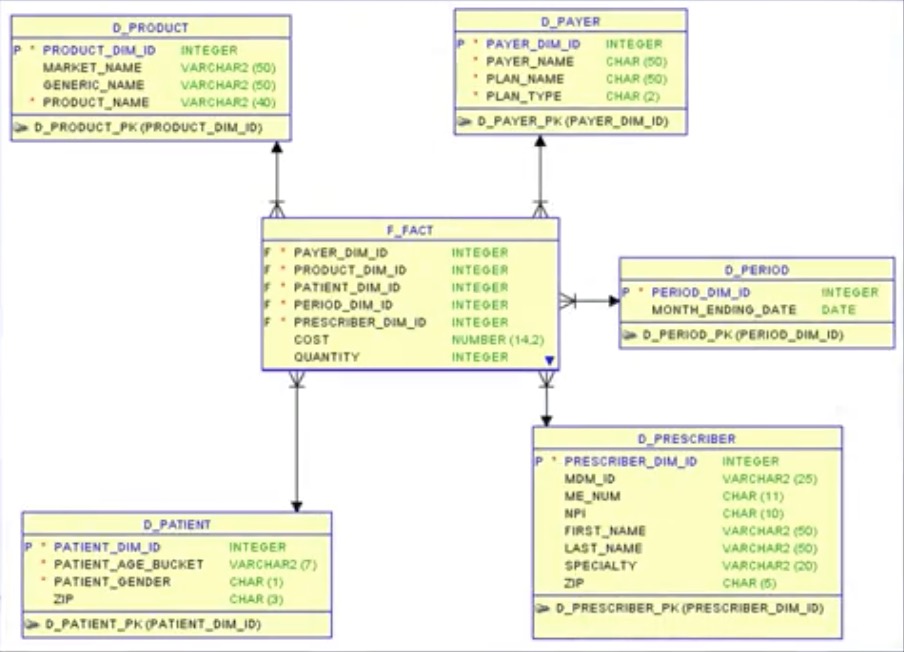 D_PRODUCT
P * PRODUCT_DIM_ID INTEGER
MARKET_NAME VARCHAR2 (50)
GENERIC_NAME VARCHAR2 (50)
* PRODUCT_NAME VARCHAR2 (40)
D_PRODUCT_PK (PRODUCT_DIM_ID)
D_PAYER
P * PAYER_DIM_ID INTEGER
* PAYER_NAME CHAR (50)
* PLAN_NAME CHAR (50)
* PLAN_TYPE CHAR (2)
D_PAYER_PK (PAYER_DIM_ID)
F_FACT
F * PAYER_DIM_ID INTEGER
F * PRODUCT_DIM_ID INTEGER
F * PATIENT_DIM_ID INTEGER
F * PERIOD_DIM_ID INTEGER
F * PRESCRIBER_DIM_ID INTEGER
COST NUMBER (14,2)
QUANTITY INTEGER
D_PERIOD
P * PERIOD_DIM_ID INTEGER
MONTH_ENDING_DATE DATE
D_PERIOD_PK (PERIOD_DIM_ID)
D_PATIENT
P * PATIENT_DIM_ID INTEGER
* PATIENT_AGE_BUCKET VARCHAR2 (7)
* PATIENT_GENDER CHAR (1)
ZIP CHAR (3)
D_PATIENT_PK (PATIENT_DIM_ID)
D_PRESCRIBER
P * PRESCRIBER_DIM_ID INTEGER
MDM_ID VARCHAR2 (25)
ME_NUM CHAR (11)
NPI CHAR (10)
FIRST_NAME VARCHAR2 (50)
LAST_NAME VARCHAR2 (50)
SPECIALTY VARCHAR2 (20)
ZIP CHAR (5)
D_PRESCRIBER_PK (PRESCRIBER_DIM_ID)